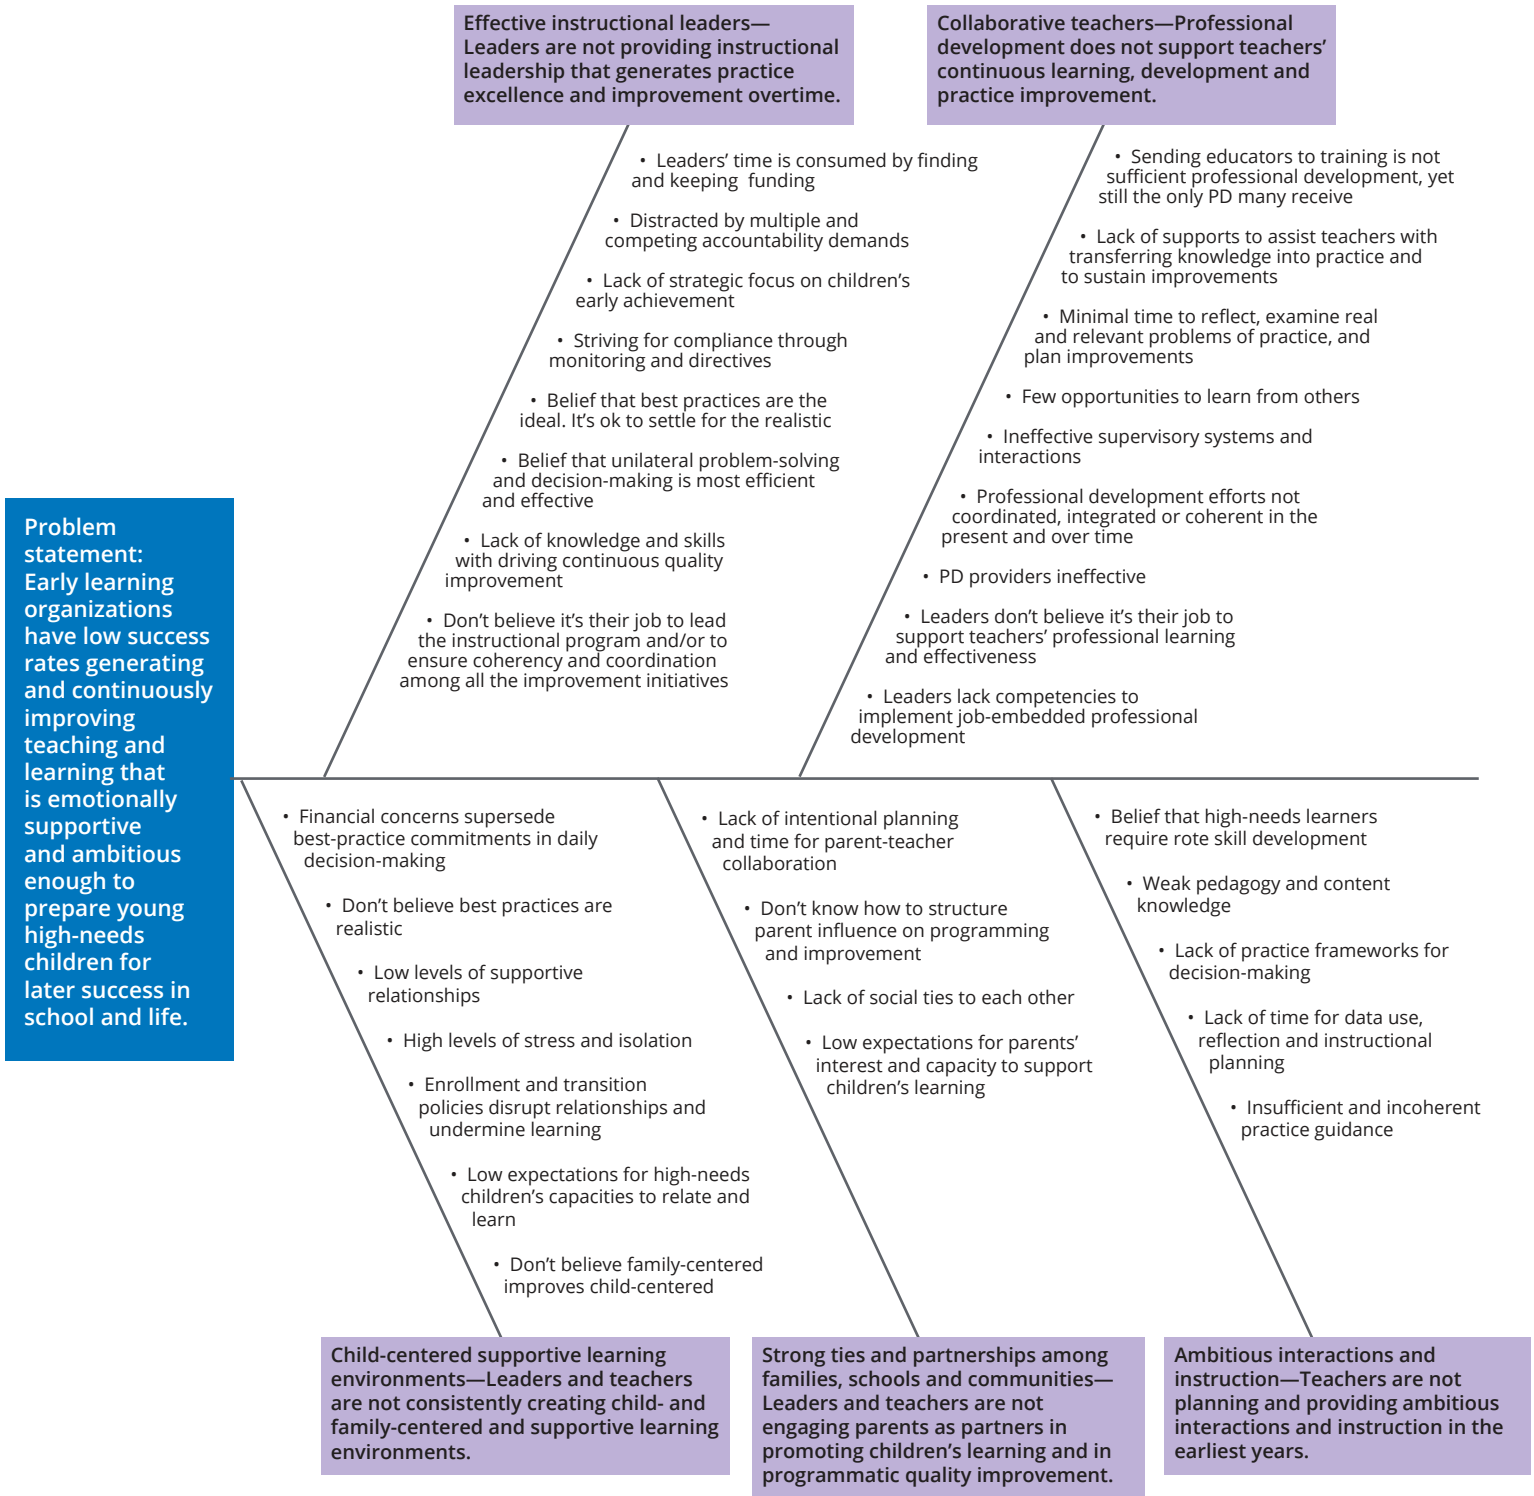 Effective instructional leaders—
Leaders are not providing instructional
leadership that generates practice
excellence and improvement overtime.
Collaborative teachers—Professional
development does not support teachers’
continuous learning, development and
practice improvement.
• Leaders’ time is consumed by finding
and keeping funding
• Distracted by multiple and
competing accountability demands
• Lack of strategic focus on children’s
early achievement
• Striving for compliance through
monitoring and directives
• Belief that best practices are the
ideal. It’s ok to settle for the realistic
• Belief that unilateral problem-solving
and decision-making is most efficient
and effective
• Lack of knowledge and skills
with driving continuous quality
improvement
• Don’t believe it’s their job to lead
the instructional program and/or to
ensure coherency and coordination
among all the improvement initiatives
• Sending educators to training is not
sufficient professional development, yet
still the only PD many receive
• Lack of supports to assist teachers with
transferring knowledge into practice and
to sustain improvements
• Minimal time to reflect, examine real
and relevant problems of practice, and
plan improvements
• Few opportunities to learn from others
• Ineffective supervisory systems and
interactions
• Professional development efforts not
coordinated, integrated or coherent in the
present and over time
• PD providers ineffective
• Leaders don’t believe it’s their job to
support teachers’ professional learning
and effectiveness
• Leaders lack competencies to
implement job-embedded professional
development
Problem
statement:
Early learning
organizations
have low success
rates generating
and continuously
improving
teaching and
learning that
is emotionally
supportive
and ambitious
enough to
prepare young
high-needs
children for
later success in
school and life.
• Financial concerns supersede
best-practice commitments in daily
decision-making
• Don’t believe best practices are
realistic
• Low levels of supportive
relationships
• High levels of stress and isolation
• Enrollment and transition
policies disrupt relationships and
undermine learning
• Low expectations for high-needs
children’s capacities to relate and
learn
• Don’t believe family-centered
improves child-centered
• Lack of intentional planning
and time for parent-teacher
collaboration
• Don’t know how to structure
parent influence on programming
and improvement
• Lack of social ties to each other
• Low expectations for parents’
interest and capacity to support
children’s learning
• Belief that high-needs learners
require rote skill development
• Weak pedagogy and content
knowledge
• Lack of practice frameworks for
decision-making
• Lack of time for data use,
reflection and instructional
planning
• Insufficient and incoherent
practice guidance
Child-centered supportive learning
environments—Leaders and teachers
are not consistently creating child- and
family-centered and supportive learning
environments.
Strong ties and partnerships among
families, schools and communities—
Leaders and teachers are not
engaging parents as partners in
promoting children’s learning and in
programmatic quality improvement.
Ambitious interactions and
instruction—Teachers are not
planning and providing ambitious
interactions and instruction in the
earliest years.